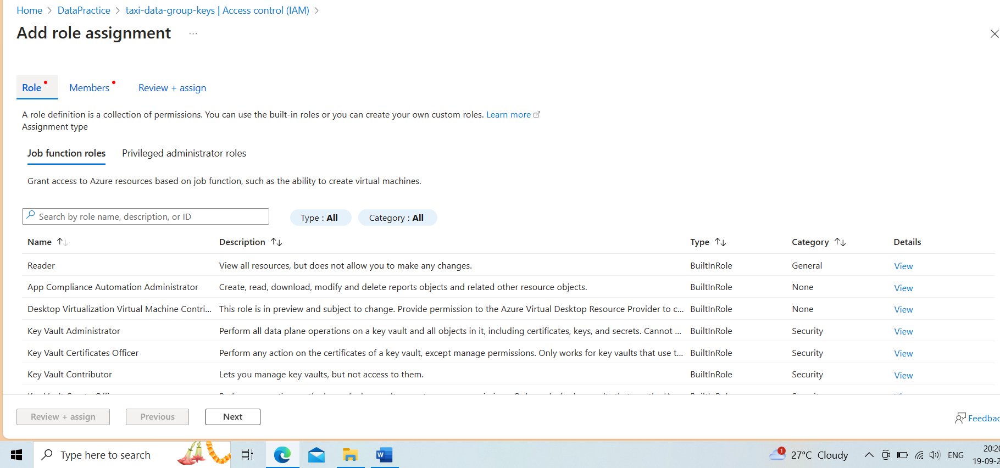 Home > DataPractice > taxi-data-group-keys | Access control (IAM) >
Add role assignment ...
Role Members Review + assign
A role definition is a collection of permissions. You can use the built-in roles or you can create your own custom roles. Learn more
Assignment type
Job function roles Privileged administrator roles
Grant access to Azure resources based on job function, such as the ability to create virtual machines.
Search by role name, description, or ID Type : All Category : All
Name ↑↓ Description ↑↓ Type ↑↓ Category ↑↓ Details
Reader View all resources, but does not allow you to make any changes. BuiltInRole General View
App Compliance Automation Administrator Create, read, download, modify and delete reports objects and related other resource objects. BuiltInRole None View
Desktop Virtualization Virtual Machine Contri... This role is in preview and subject to change. Provide permission to the Azure Virtual Desktop Resource Provider to c... BuiltInRole None View
Key Vault Administrator Perform all data plane operations on a key vault and all objects in it, including certificates, keys, and secrets. Cannot ... BuiltInRole Security View
Key Vault Certificates Officer Perform any action on the certificates of a key vault, except manage permissions. Only works for key vaults that use t... BuiltInRole Security View
Key Vault Contributor Lets you manage key vaults, but not access to them. BuiltInRole Security View
Review + assign Previous Next
Feedbac
Type here to search
W
1 27°C Cloudy ENG
20:20
19-09-2